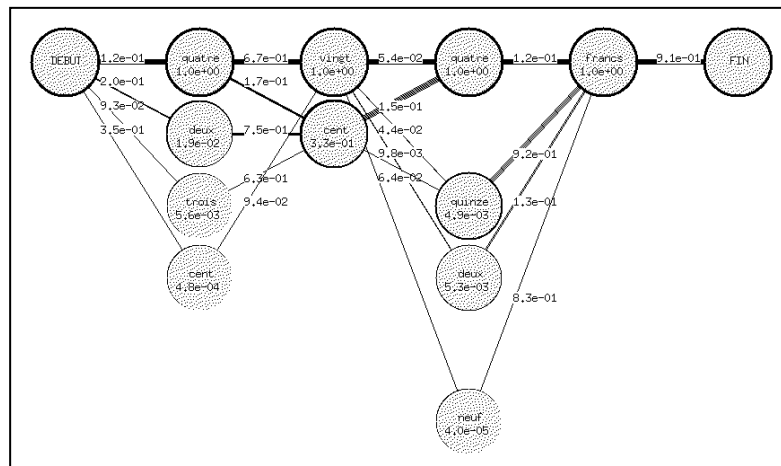 DEBUT 1.2e-01 quatre 6.7e-01 vingt 5.4e-02 quatre 1.2e-01 francs 9.1e-01 FIN
1.0e+00 1.0e+00 1.0e+00 1.0e+00
2.0e-01 1.7e-01
9.3e-02 1.5e-01
3.5e-01 deux 7.5e-01 cent 4.4e-02
1.9e-02 3.3e-01
9.8e-03 9.2e-01
6.3e-01 6.4e-02
trois 9.4e-02 quinze 1.3e-01
5.6e-03 4.9e-03
cent deux
4.8e-04 5.3e-03
8.3e-01
neuf
4.0e-05